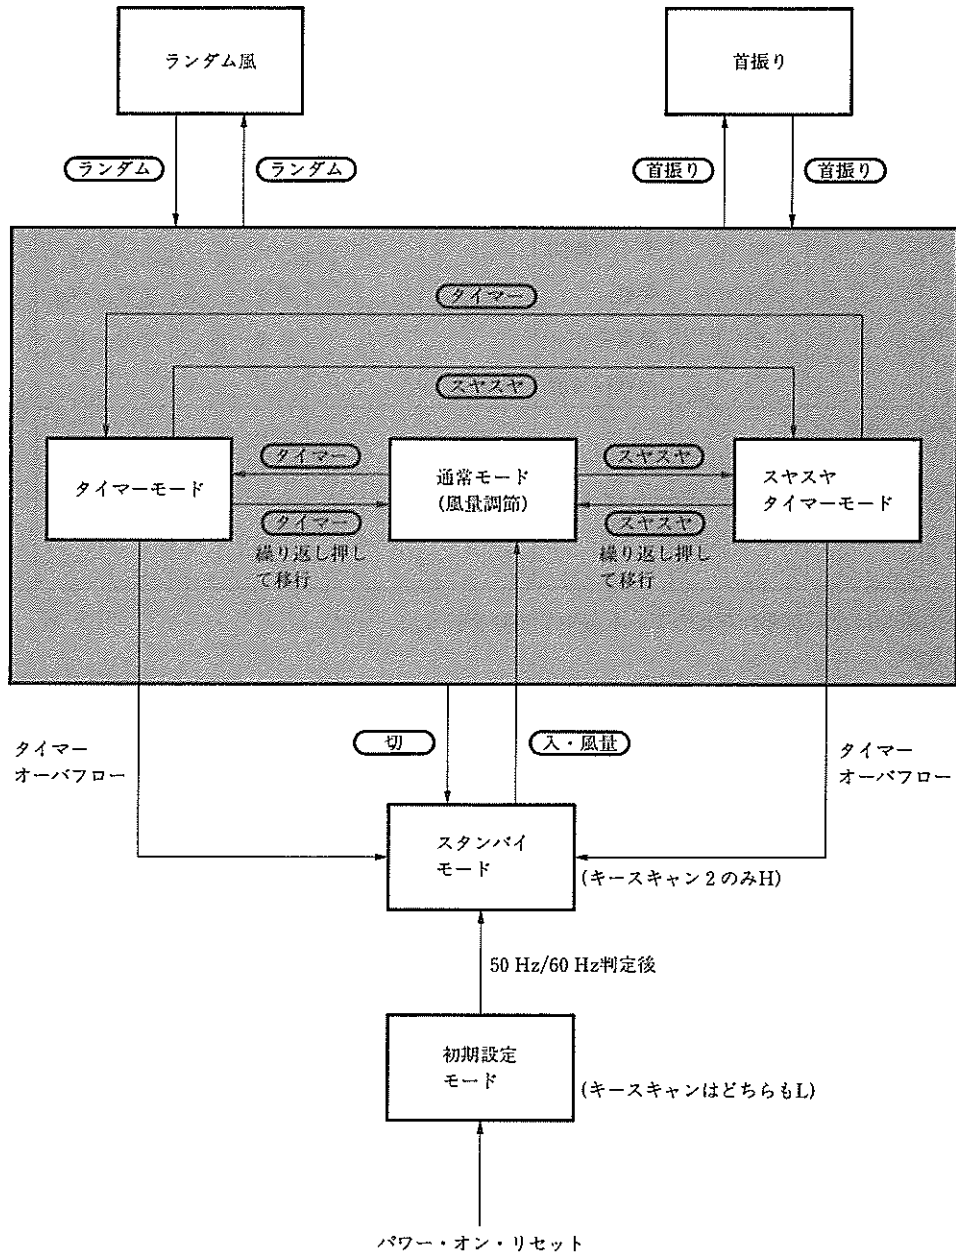 ランダム風
首振り
ランダム
ランダム
首振り
首振り
タイマー
スヤスヤ
タイマーモード
タイマー
タイマー
繰り返し押し
て移行
通常モード
(風量調節)
スヤスヤ
スヤスヤ
繰り返し押し
て移行
スヤスヤ
タイマーモード
タイマー
オーバフロー
切
入・風量
タイマー
オーバフロー
スタンバイ
モード
(キースキャン2のみH)
50 Hz/60 Hz判定後
初期設定
モード
(キースキャンはどちらもL)
パワー・オン・リセット